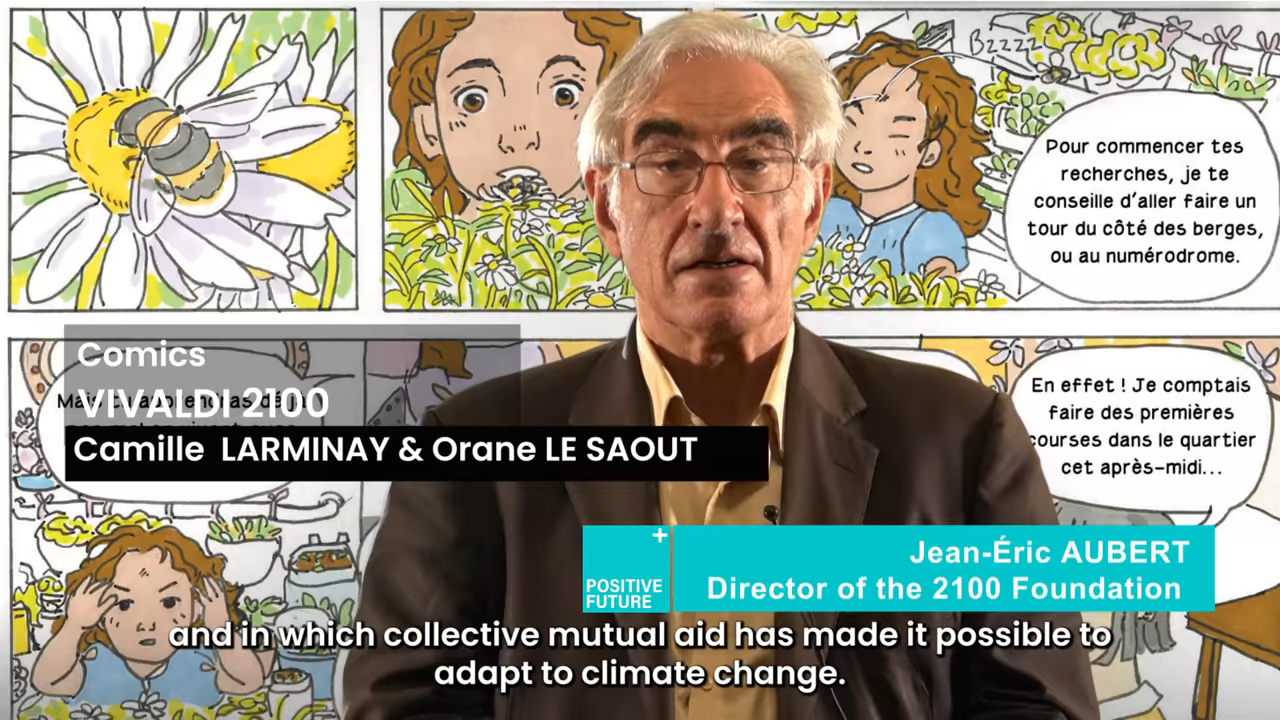 Bzzzz
Pour commencer tes
recherches, je te
conseille d'aller faire un
tour du côté des berges,
ou au numérodrome.
Comics
VIVALDI 2100
Camille LARMINAY & Orane LE SAOUT
En effet ! Je comptais
faire des premières
courses dans le quartier
cet après-midi...
+
POSITIVE
FUTURE
Jean-Éric AUBERT
Director of the 2100 Foundation
and in which collective mutual aid has made it possible to
adapt to climate change.